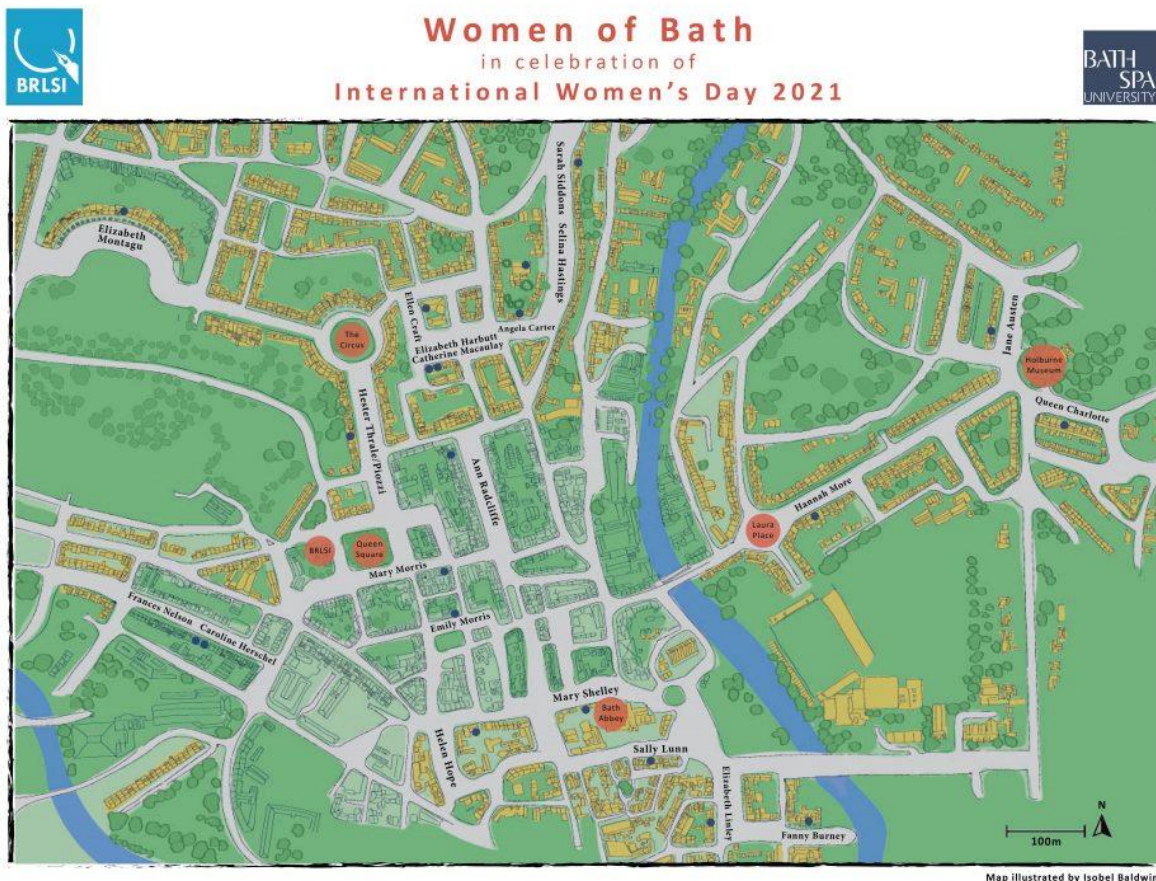 BRLSI
Women of Bath
in celebration of
International Women's Day 2021
BATH
SPA
UNIVERSITY
Elizabeth
Montagu
Sarah Siddons
Selina Hastings
Ellen Craft
Angela Carter
Elizabeth Harbutt
Catherine Macaulay
The
Circus
Jane Austen
Holburne
Museum
Queen Charlotte
Hester Thrale/Piozzi
Ann Radcliffe
Hannah More
Laura
Place
BRLSI
Queen
Square
Mary Morris
Frances Nelson
Caroline Herschel
Emily Morris
Mary Shelley
Bath
Abbey
Helen Hope
Sally Lunn
Elizabeth Linley
Fanny Burney
N
100m
Map illustrated by Isobel Baldwin